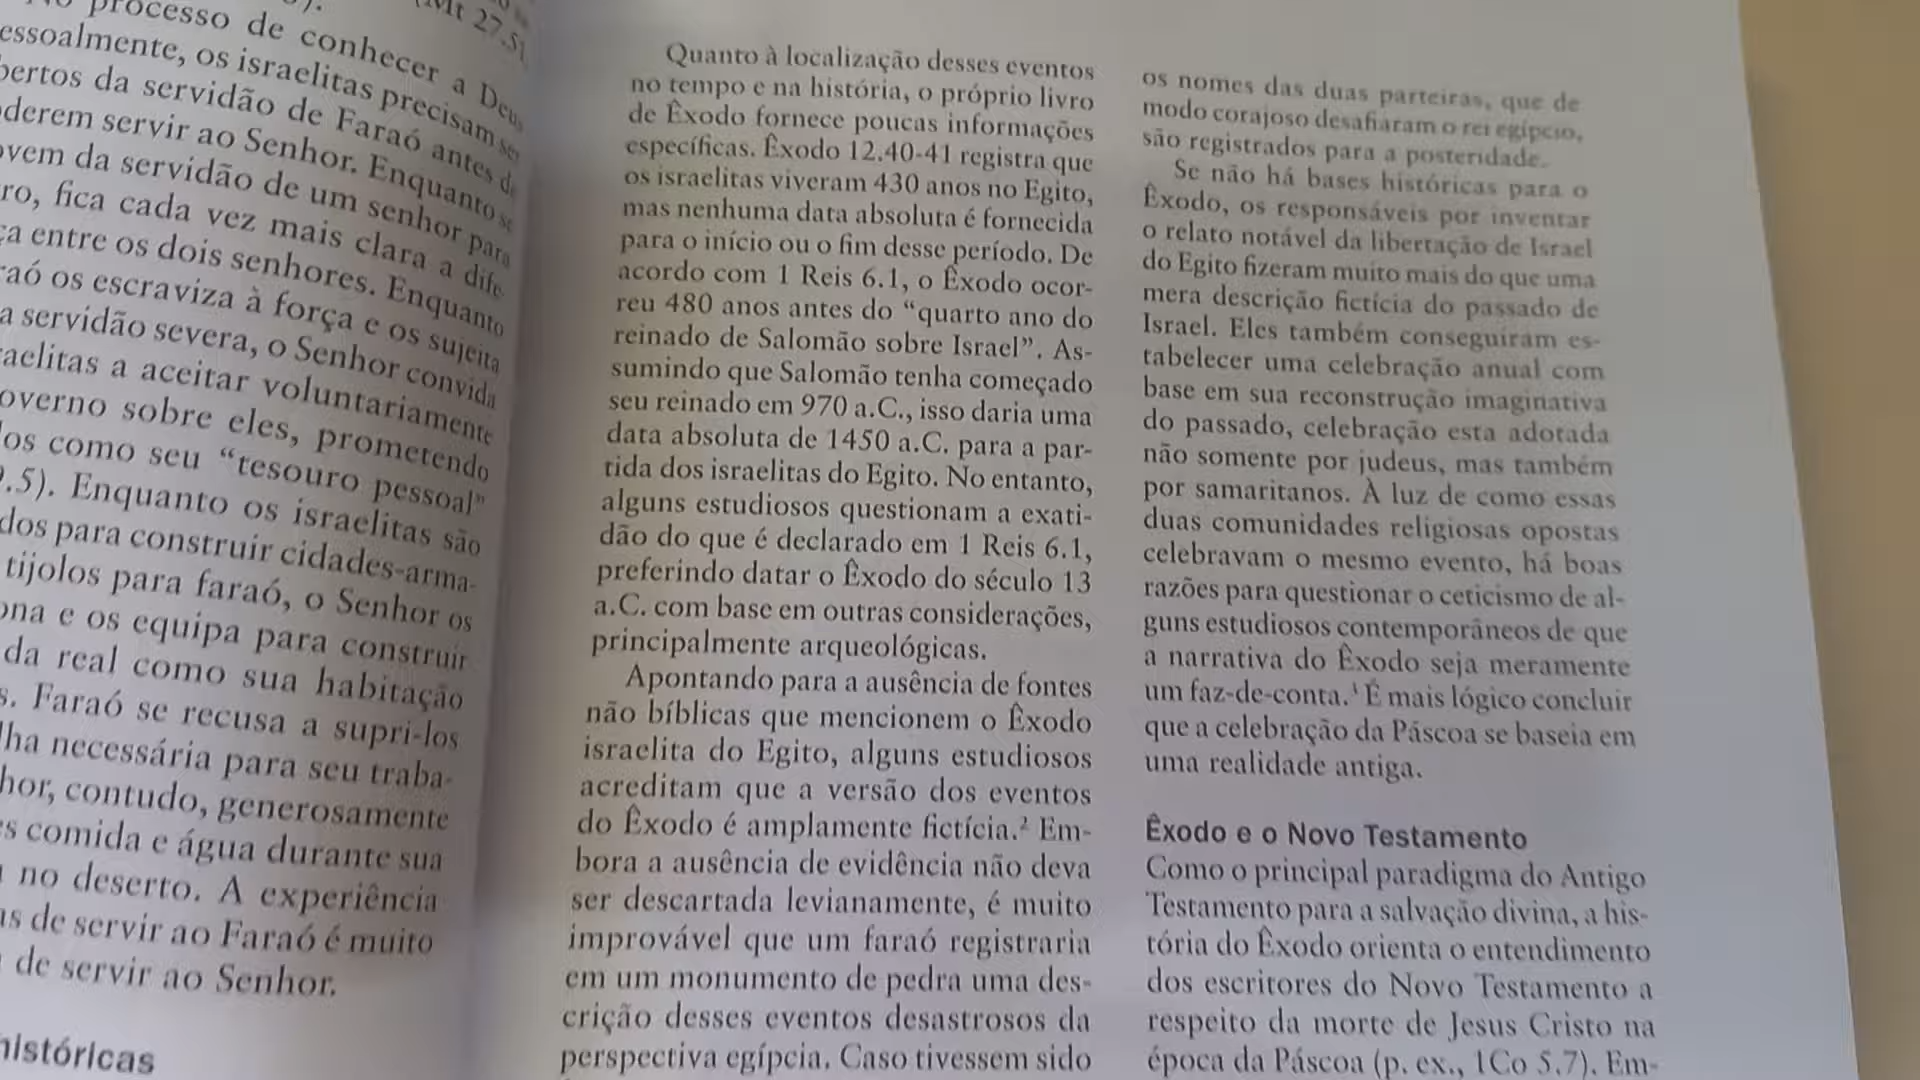 No processo de conhecer a Deus
essoalmente, os israelitas precisam ser
bertos da servidão de Faraó antes de
oderem servir ao Senhor. Enquanto se
ovem da servidão de um senhor para
ro, fica cada vez mais clara a dife-
ça entre os dois senhores. Enquanto
raó os escraviza à força e os sujeita
a servidão severa, o Senhor convida
raelitas a aceitar voluntariamente
overno sobre eles, prometendo
los como seu “tesouro pessoal”
9.5). Enquanto os israelitas são
dos para construir cidades-arma-
tijolos para faraó, o Senhor os
ona e os equipa para construir
da real como sua habitação
s. Faraó se recusa a supri-los
lha necessária para seu traba-
hor, contudo, generosamente
es comida e água durante sua
no deserto. A experiência
as de servir ao Faraó é muito
de servir ao Senhor.
históricas
(Mt 27.51
Quanto à localização desses eventos
no tempo e na história, o próprio livro
de Êxodo fornece poucas informações
específicas. Êxodo 12.40-41 registra que
os israelitas viveram 430 anos no Egito,
mas nenhuma data absoluta é fornecida
para o início ou o fim desse período. De
acordo com 1 Reis 6.1, o Êxodo ocor-
reu 480 anos antes do “quarto ano do
reinado de Salomão sobre Israel”. As-
sumindo que Salomão tenha começado
seu reinado em 970 a.C., isso daria uma
data absoluta de 1450 a.C. para a par-
tida dos israelitas do Egito. No entanto,
alguns estudiosos questionam a exati-
dão do que é declarado em 1 Reis 6.1,
preferindo datar o Êxodo do século 13
a.C. com base em outras considerações,
principalmente arqueológicas.
Apontando para a ausência de fontes
não bíblicas que mencionem o Êxodo
israelita do Egito, alguns estudiosos
acreditam que a versão dos eventos
do Êxodo é amplamente fictícia.² Em-
bora a ausência de evidência não deva
ser descartada levianamente, é muito
improvável que um faraó registraria
em um monumento de pedra uma des-
crição desses eventos desastrosos da
perspectiva egípcia. Caso tivessem sido
os nomes das duas parteiras, que de
modo corajoso desafiaram o rei egípcio,
são registrados para a posteridade.
Se não há bases históricas para o
Êxodo, os responsáveis por inventar
o relato notável da libertação de Israel
do Egito fizeram muito mais do que uma
mera descrição fictícia do passado de
Israel. Eles também conseguiram es-
tabelecer uma celebração anual com
base em sua reconstrução imaginativa
do passado, celebração esta adotada
não somente por judeus, mas também
por samaritanos. À luz de como essas
duas comunidades religiosas opostas
celebravam o mesmo evento, há boas
razões para questionar o ceticismo de al-
guns estudiosos contemporâneos de que
a narrativa do Êxodo seja meramente
um faz-de-conta.³ É mais lógico concluir
que a celebração da Páscoa se baseia em
uma realidade antiga.
Êxodo e o Novo Testamento
Como o principal paradigma do Antigo
Testamento para a salvação divina, a his-
tória do Êxodo orienta o entendimento
dos escritores do Novo Testamento a
respeito da morte de Jesus Cristo na
época da Páscoa (p. ex., 1Co 5.7). Em-